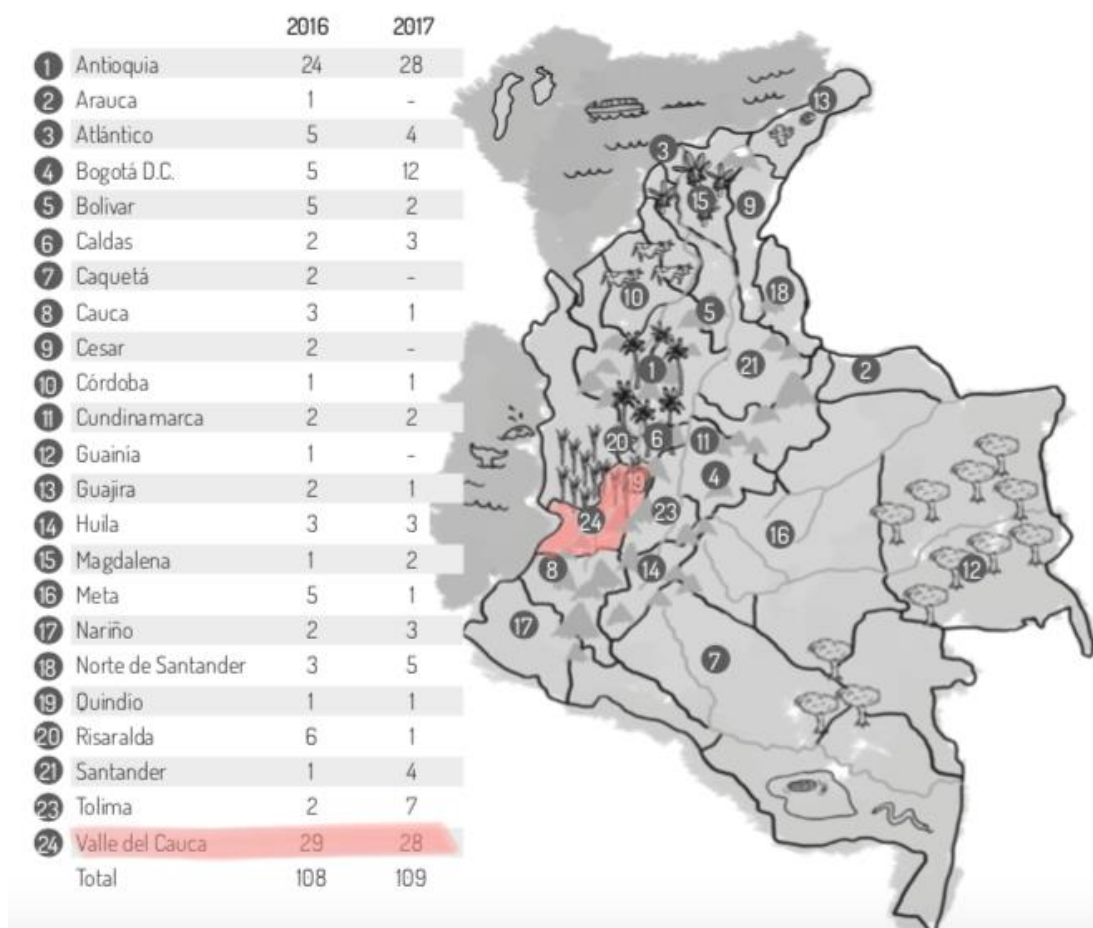 2016 2017
1 Antioquia 24 28
2 Arauca 1 -
3 Atlántico 5 4
4 Bogotá D.C. 5 12
5 Bolívar 5 2
6 Caldas 2 3
7 Caquetá 2 -
8 Cauca 3 1
9 Cesar 2 -
10 Córdoba 1 1
11 Cundinamarca 2 2
12 Guainía 1 -
13 Guajira 2 1
14 Huila 3 3
15 Magdalena 1 2
16 Meta 5 1
17 Nariño 2 3
18 Norte de Santander 3 5
19 Quindío 1 1
20 Risaralda 6 1
21 Santander 1 4
23 Tolima 2 7
24 Valle del Cauca 29 28
Total 108 109
13
3
15
9
18
10
5
21
2
1
20
6
11
4
19
23
24
16
8
14
12
17
7